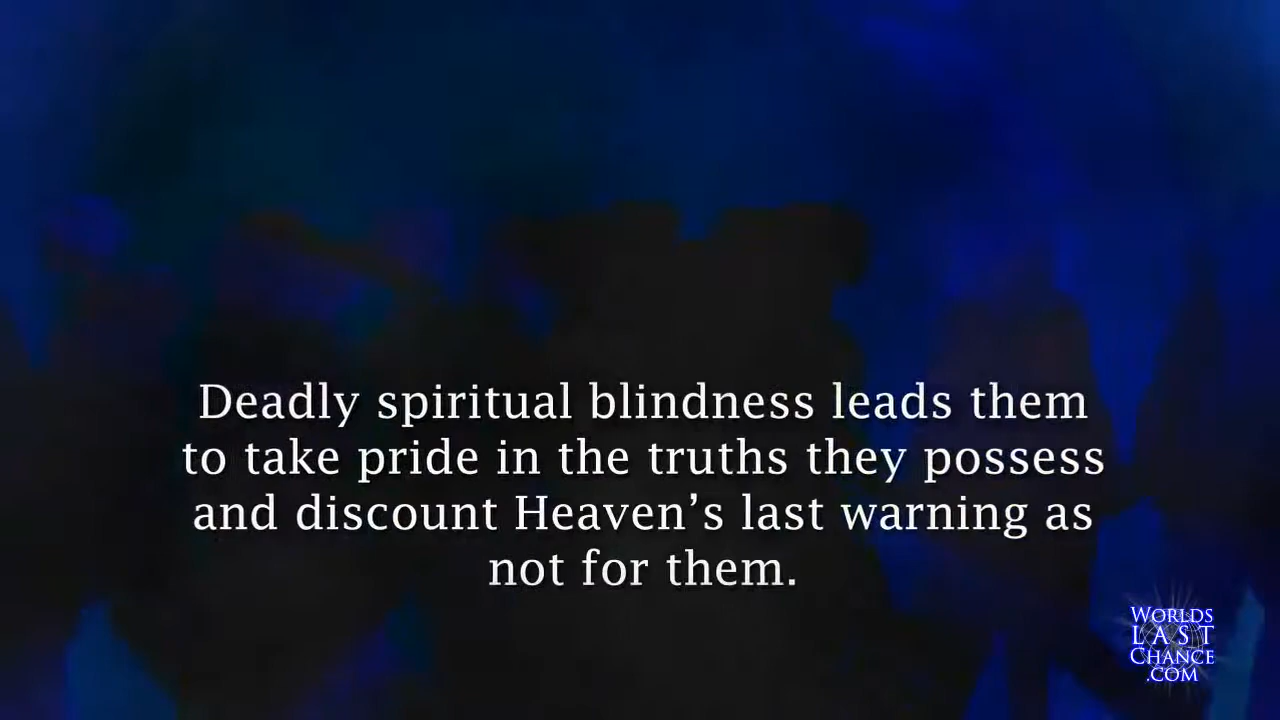 Deadly spiritual blindness leads them
to take pride in the truths they possess
and discount Heaven’s last warning as
not for them.
WORLDS
LAST
CHANCE
.COM